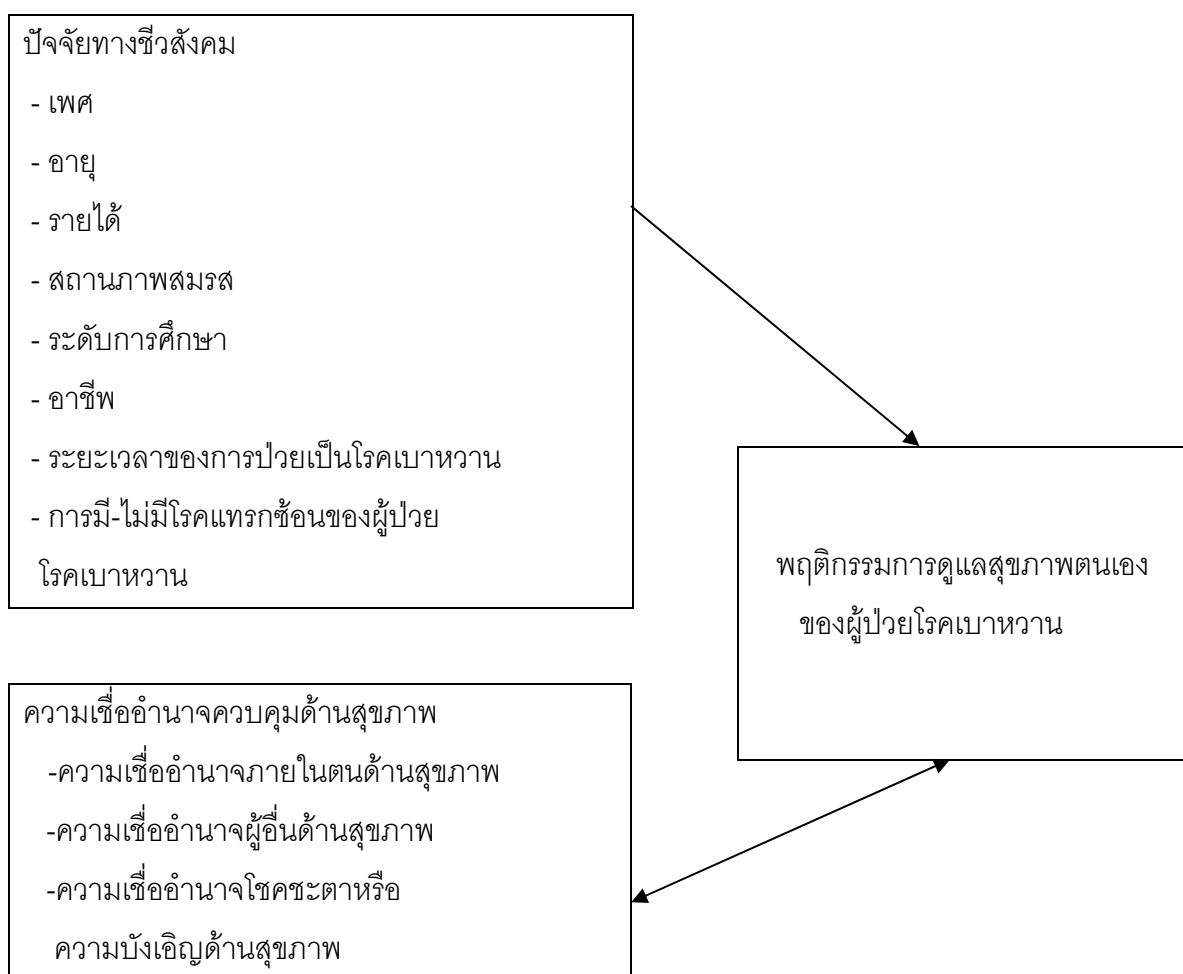 ปัจจัยทางชีวสังคม
- เพศ
- อายุ
- รายได้
- สถานภาพสมรส
- ระดับการศึกษา
- อาชีพ
- ระยะเวลาของการป่วยเป็นโรคเบาหวาน
- การมี-ไม่มีโรคแทรกซ้อนของผู้ป่วย
โรคเบาหวาน
พฤติกรรมการดูแลสุขภาพตนเอง
ของผู้ป่วยโรคเบาหวาน
ความเชื่ออำนาจควบคุมด้านสุขภาพ
-ความเชื่ออำนาจภายในตนด้านสุขภาพ
-ความเชื่ออำนาจผู้อื่นด้านสุขภาพ
-ความเชื่ออำนาจโชคชะตาหรือ
ความบังเอิญด้านสุขภาพ